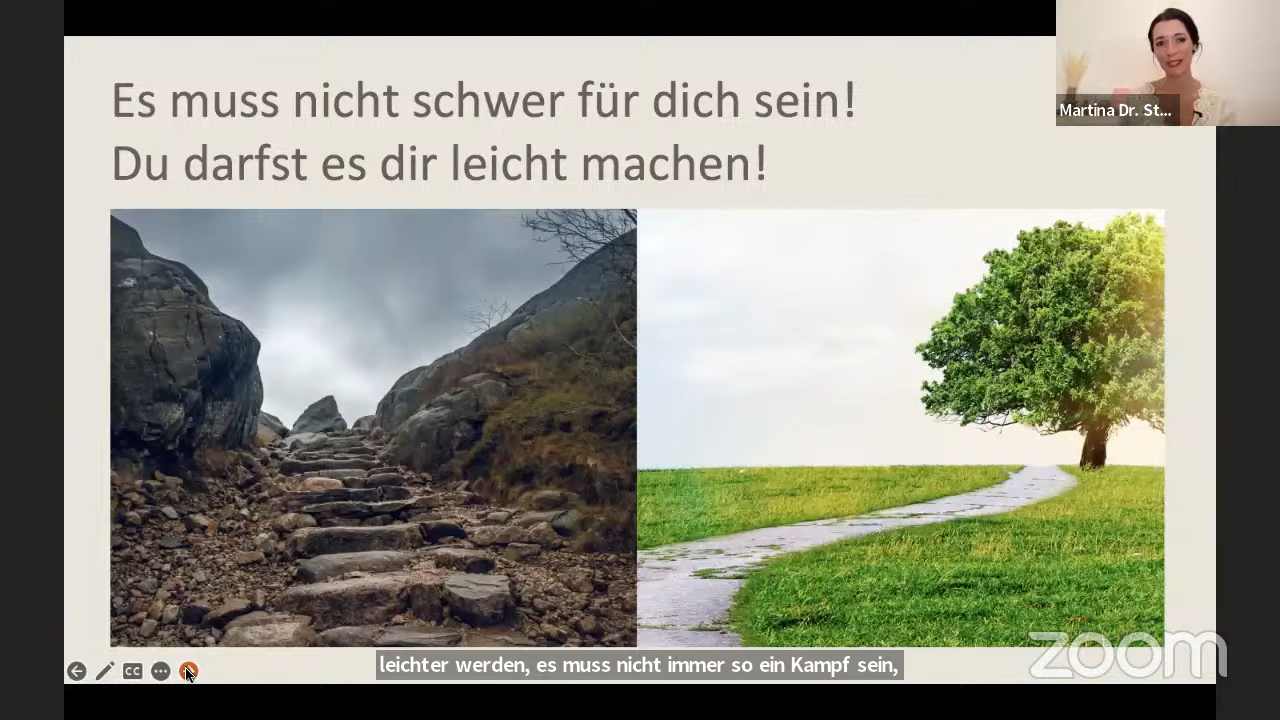 Es muss nicht schwer für dich sein!
Du darfst es dir leicht machen!
Martina Dr. St...
CC
leichter werden, es muss nicht immer so ein Kampf sein,
zoom